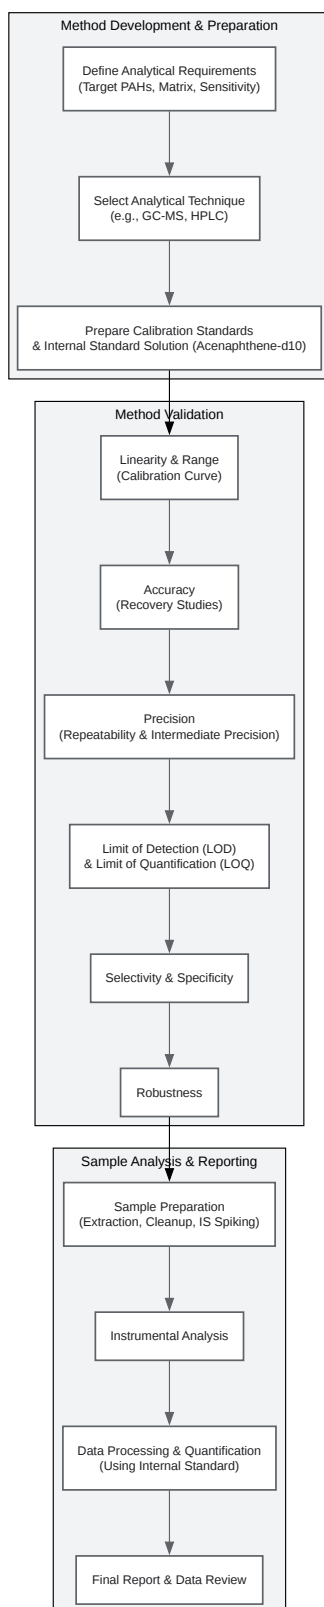 Method Development & Preparation
Define Analytical Requirements
(Target PAHs, Matrix, Sensitivity)
Select Analytical Technique
(e.g., GC-MS, HPLC)
Prepare Calibration Standards
& Internal Standard Solution (Acenaphthene-d10)
Method Validation
Linearity & Range
(Calibration Curve)
Accuracy
(Recovery Studies)
Precision
(Repeatability & Intermediate Precision)
Limit of Detection (LOD)
& Limit of Quantification (LOQ)
Selectivity & Specificity
Robustness
Sample Analysis & Reporting
Sample Preparation
(Extraction, Cleanup, IS Spiking)
Instrumental Analysis
Data Processing & Quantification
(Using Internal Standard)
Final Report & Data Review